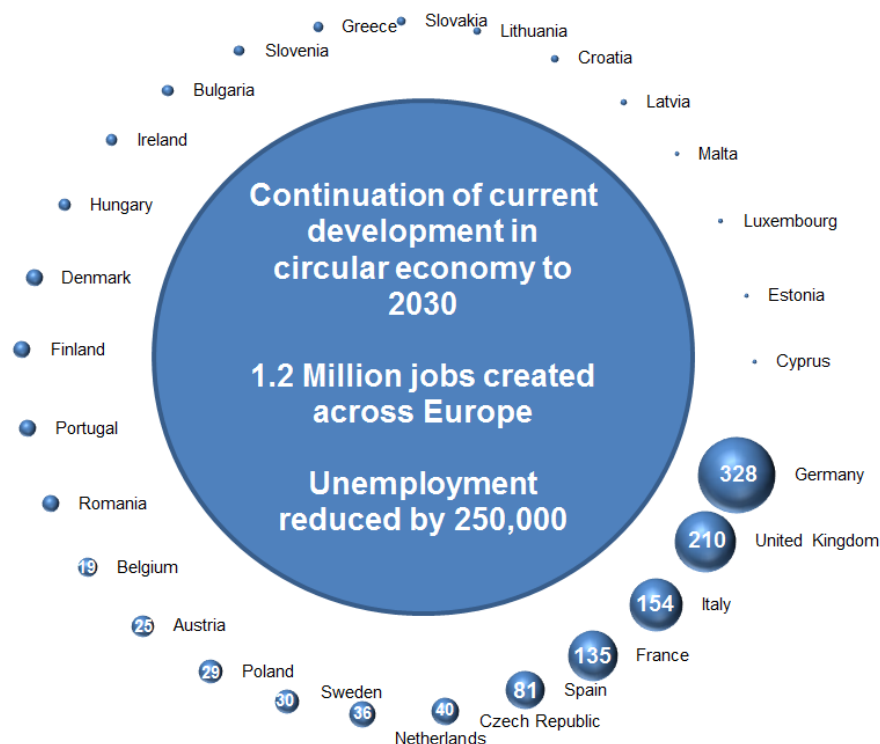 Greece
Slovakia
Lithuania
Slovenia
Croatia
Bulgaria
Latvia
Ireland
Malta
Hungary
Luxembourg
Denmark
Estonia
Finland
Cyprus
Portugal
Romania
Continuation of current
development in
circular economy to
2030
1.2 Million jobs created
across Europe
Unemployment
reduced by 250,000
328 Germany
210 United Kingdom
154 Italy
135 France
81 Spain
40 Czech Republic
36 Netherlands
30 Sweden
29 Poland
25 Austria
19 Belgium